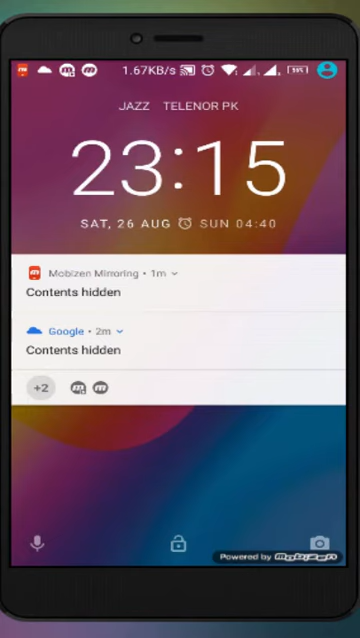 1.67KB/s
JAZZ TELENOR PK
23:15
SAT, 26 AUG SUN 04:40
Mobizen Mirroring • 1m
Contents hidden
Google • 2m
Contents hidden
+2
Powered by mobizen